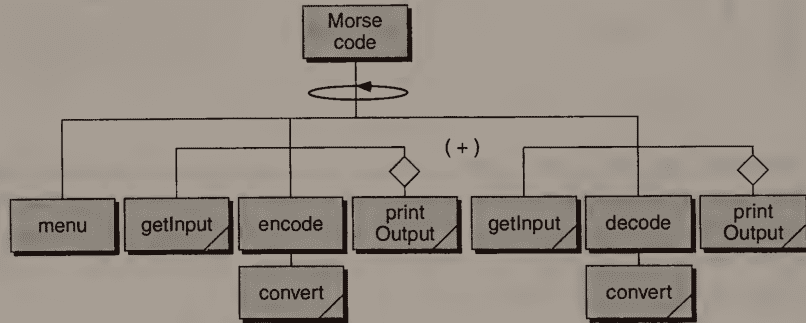 Morse
code
(+)
menu
getInput
encode
print
Output
getInput
decode
print
Output
convert
convert